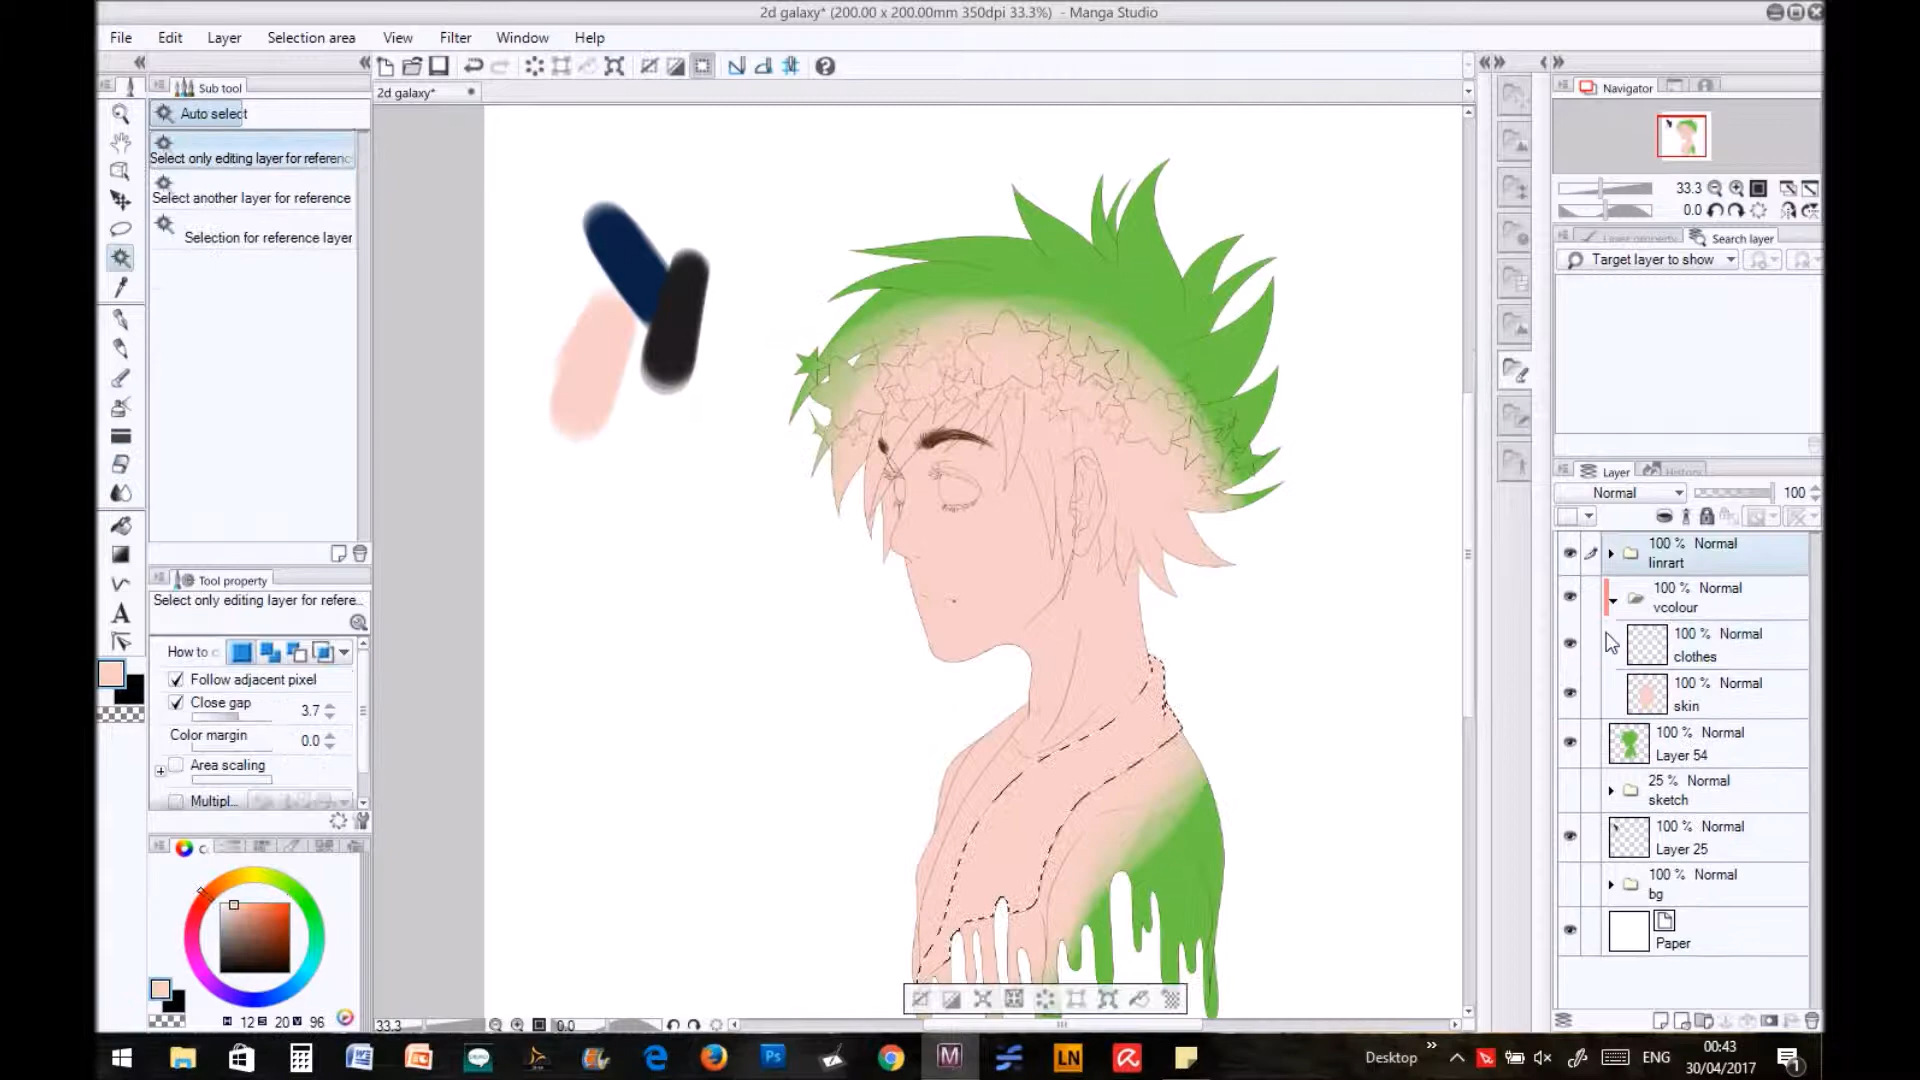 2d galaxy* (200.00 x 200.00mm 350dpi 33.3%)  - Manga Studio
File Edit Layer Selection area View Filter Window Help
Sub tool
2d galaxy*
Navigator
Auto select
Select only editing layer for referenc
Select another layer for reference
Selection for reference layer
33.3
0.0
Layer property Search layer
Target layer to show
Layer History
Normal 100
100 % Normal
linrart
100 % Normal
vcolour
100 % Normal
clothes
100 % Normal
skin
100 % Normal
Layer 54
25 % Normal
sketch
100 % Normal
Layer 25
100 % Normal
bg
Paper
Tool property
Select only editing layer for refere...
How to c
Follow adjacent pixel
Close gap 3.7
Color margin 0.0
Area scaling
Multipl..
H 12 S 20 V 96
33.3 0.0
Desktop
ENG
00:43
30/04/2017
1